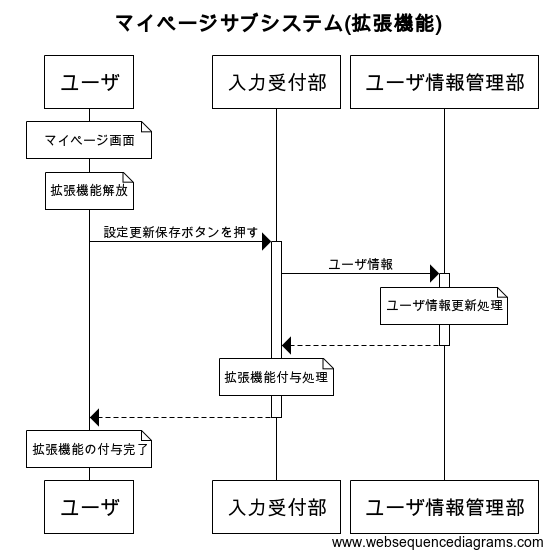 マイページサブシステム(拡張機能)
ユーザ
入力受付部
ユーザ情報管理部
マイページ画面
拡張機能解放
設定更新保存ボタンを押す
ユーザ情報
ユーザ情報更新処理
拡張機能付与処理
拡張機能の付与完了
ユーザ
入力受付部
ユーザ情報管理部
www.websequencediagrams.com